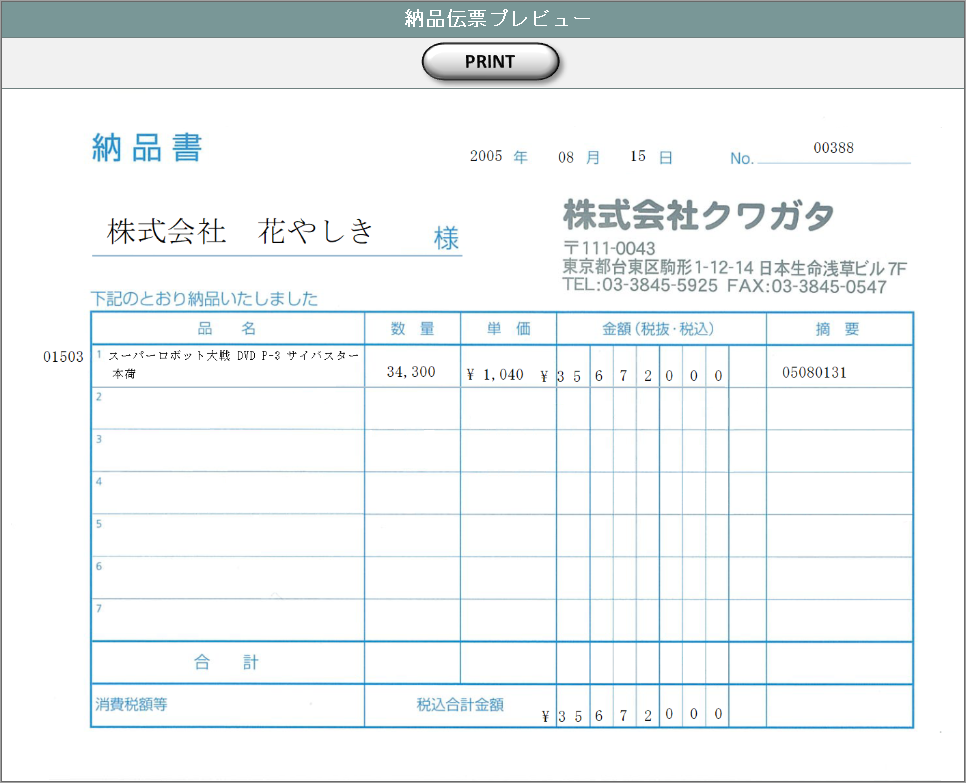 納品伝票プレビュー
PRINT
納品書
2005 年 08 月 15 日 No. 00388
株式会社 花やしき 様
株式会社クワガタ
〒111-0043
東京都台東区駒形1-12-14 日本生命浅草ビル7F
TEL:03-3845-5925 FAX:03-3845-0547
下記のとおり納品いたしました
品名 数量 単価 金額(税抜・税込) 摘要
01503 1 スーパーロボット大戦 DVD P-3 サイバスター
本荷 34,300 ¥ 1,040 ¥ 3 5 6 7 2 0 0 0 05080131
2
3
4
5
6
7
合計
消費税額等 税込合計金額 ¥ 3 5 6 7 2 0 0 0